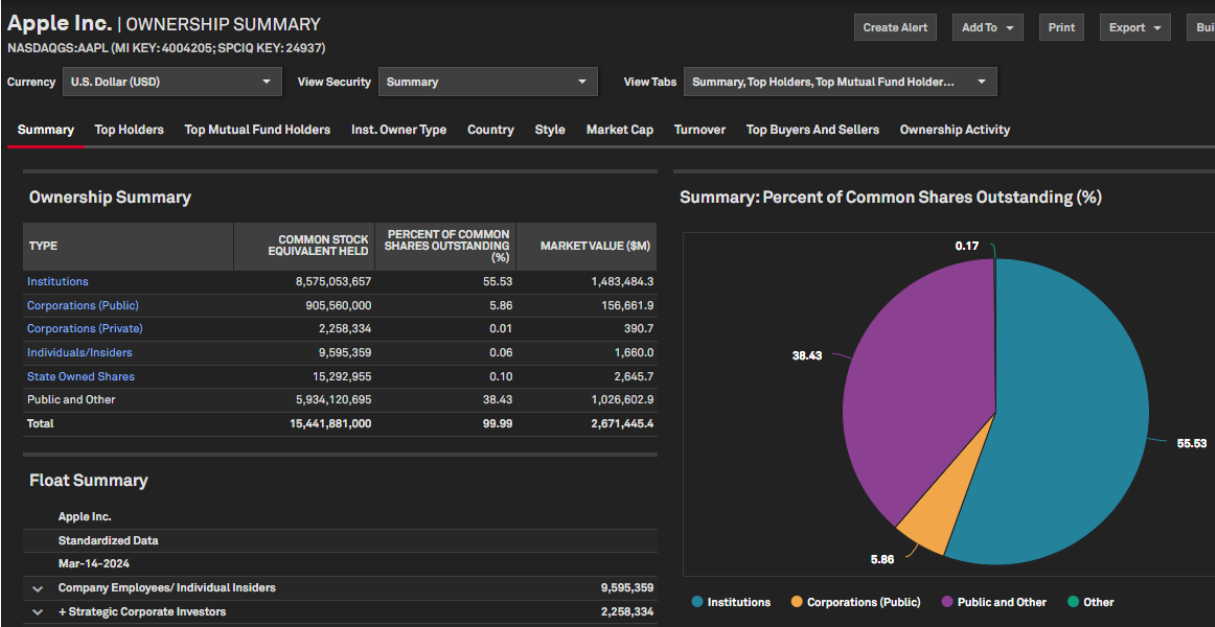 Apple Inc. | OWNERSHIP SUMMARY
NASDAQGS:AAPL (MI KEY: 4004205; SPCIQ KEY: 24937)
Create Alert
Add To
Print
Export
Currency
U.S. Dollar (USD)
View Security
Summary
View Tabs
Summary, Top Holders, Top Mutual Fund Holder...
Summary Top Holders Top Mutual Fund Holders Inst. Owner Type Country Style Market Cap Turnover Top Buyers And Sellers Ownership Activity
Ownership Summary
TYPE COMMON STOCK EQUIVALENT HELD PERCENT OF COMMON SHARES OUTSTANDING (%) MARKET VALUE ($M)
Institutions 8,575,053,657 55.53 1,483,484.3
Corporations (Public) 905,560,000 5.86 156,661.9
Corporations (Private) 2,258,334 0.01 390.7
Individuals/Insiders 9,595,359 0.06 1,660.0
State Owned Shares 15,292,955 0.10 2,645.7
Public and Other 5,934,120,695 38.43 1,026,602.9
Total 15,441,881,000 99.99 2,671,445.4
Float Summary
Apple Inc.
Standardized Data
Mar-14-2024
Company Employees/ Individual Insiders 9,595,359
+ Strategic Corporate Investors 2,258,334
Summary: Percent of Common Shares Outstanding (%)
0.17
38.43
55.53
5.86
Institutions Corporations (Public) Public and Other Other